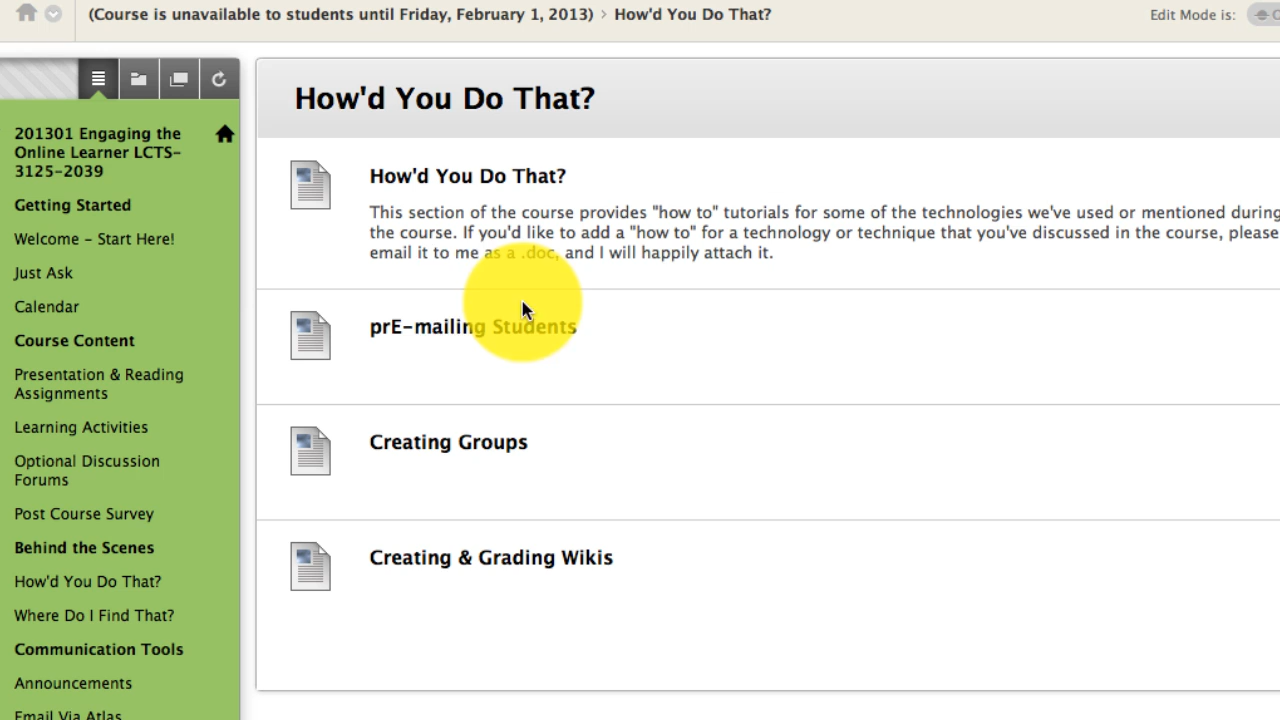 (Course is unavailable to students until Friday, February 1, 2013) > How'd You Do That?
Edit Mode is:
201301 Engaging the
Online Learner LCTS-
3125-2039
Getting Started
Welcome - Start Here!
Just Ask
Calendar
Course Content
Presentation & Reading
Assignments
Learning Activities
Optional Discussion
Forums
Post Course Survey
Behind the Scenes
How'd You Do That?
Where Do I Find That?
Communication Tools
Announcements
Email Via Atlas
How'd You Do That?
How'd You Do That?
This section of the course provides "how to" tutorials for some of the technologies we've used or mentioned during
the course. If you'd like to add a "how to" for a technology or technique that you've discussed in the course, please
email it to me as a .doc, and I will happily attach it.
prE-mailing Students
Creating Groups
Creating & Grading Wikis